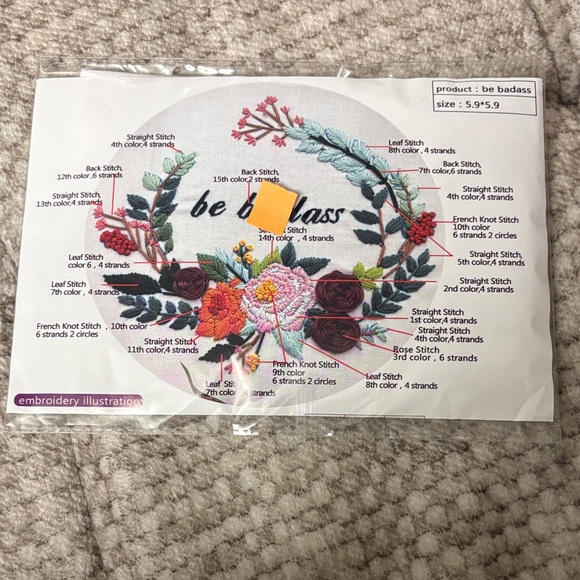 product : be badass
size : 5.9*5.9
Straight Stitch
4th color,4 strands
Leaf Stitch
8th color, 4 strands
Back Stitch,
12th color ,6 strands
Back Stitch,
15th color,2 strands
Back Stitch,
7th color,6 strands
Straight Stitch,
13th color,4 strands
Straight Stitch
4th color,4 strands
be b lass
French Knot Stitch
10th color
6 strands 2 circles
Stitch
14th color , 4 strands
Straight Stitch,
5th color,4 strands
Leaf Stitch
color 6 , 4 strands
Straight Stitch
2nd color,4 strands
Leaf Stitch
7th color , 4 strands
Straight Stitch
1st color,4 strands
French Knot Stitch , 10th color
6 strands 2 circles
Straight Stitch
4th color,4 strands
Straight Stitch,
11th color,4 strands
Rose Stitch
3rd color, 6 strands
French Knot Stitch
9th color
6 strands 2 circles
Leaf Stitch
7th color, 4 strands
Leaf Stitch
8th color, 4 strands
embroidery illustration